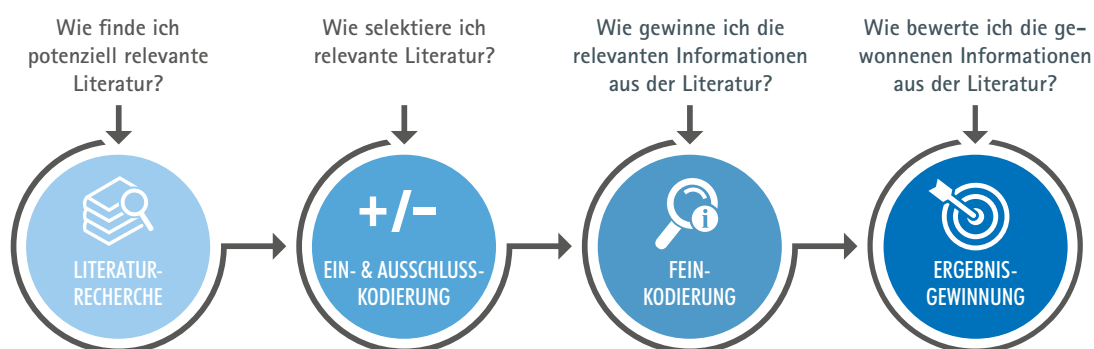 Wie finde ich
potenziell relevante
Literatur?
Wie selektiere ich
relevante Literatur?
Wie gewinne ich die
relevanten Informationen
aus der Literatur?
Wie bewerte ich die ge-
wonnenen Informationen
aus der Literatur?
LITERATUR-
RECHERCHE
+/-
EIN- & AUSSCHLUSS-
KODIERUNG
i
FEIN-
KODIERUNG
ERGEBNIS-
GEWINNUNG